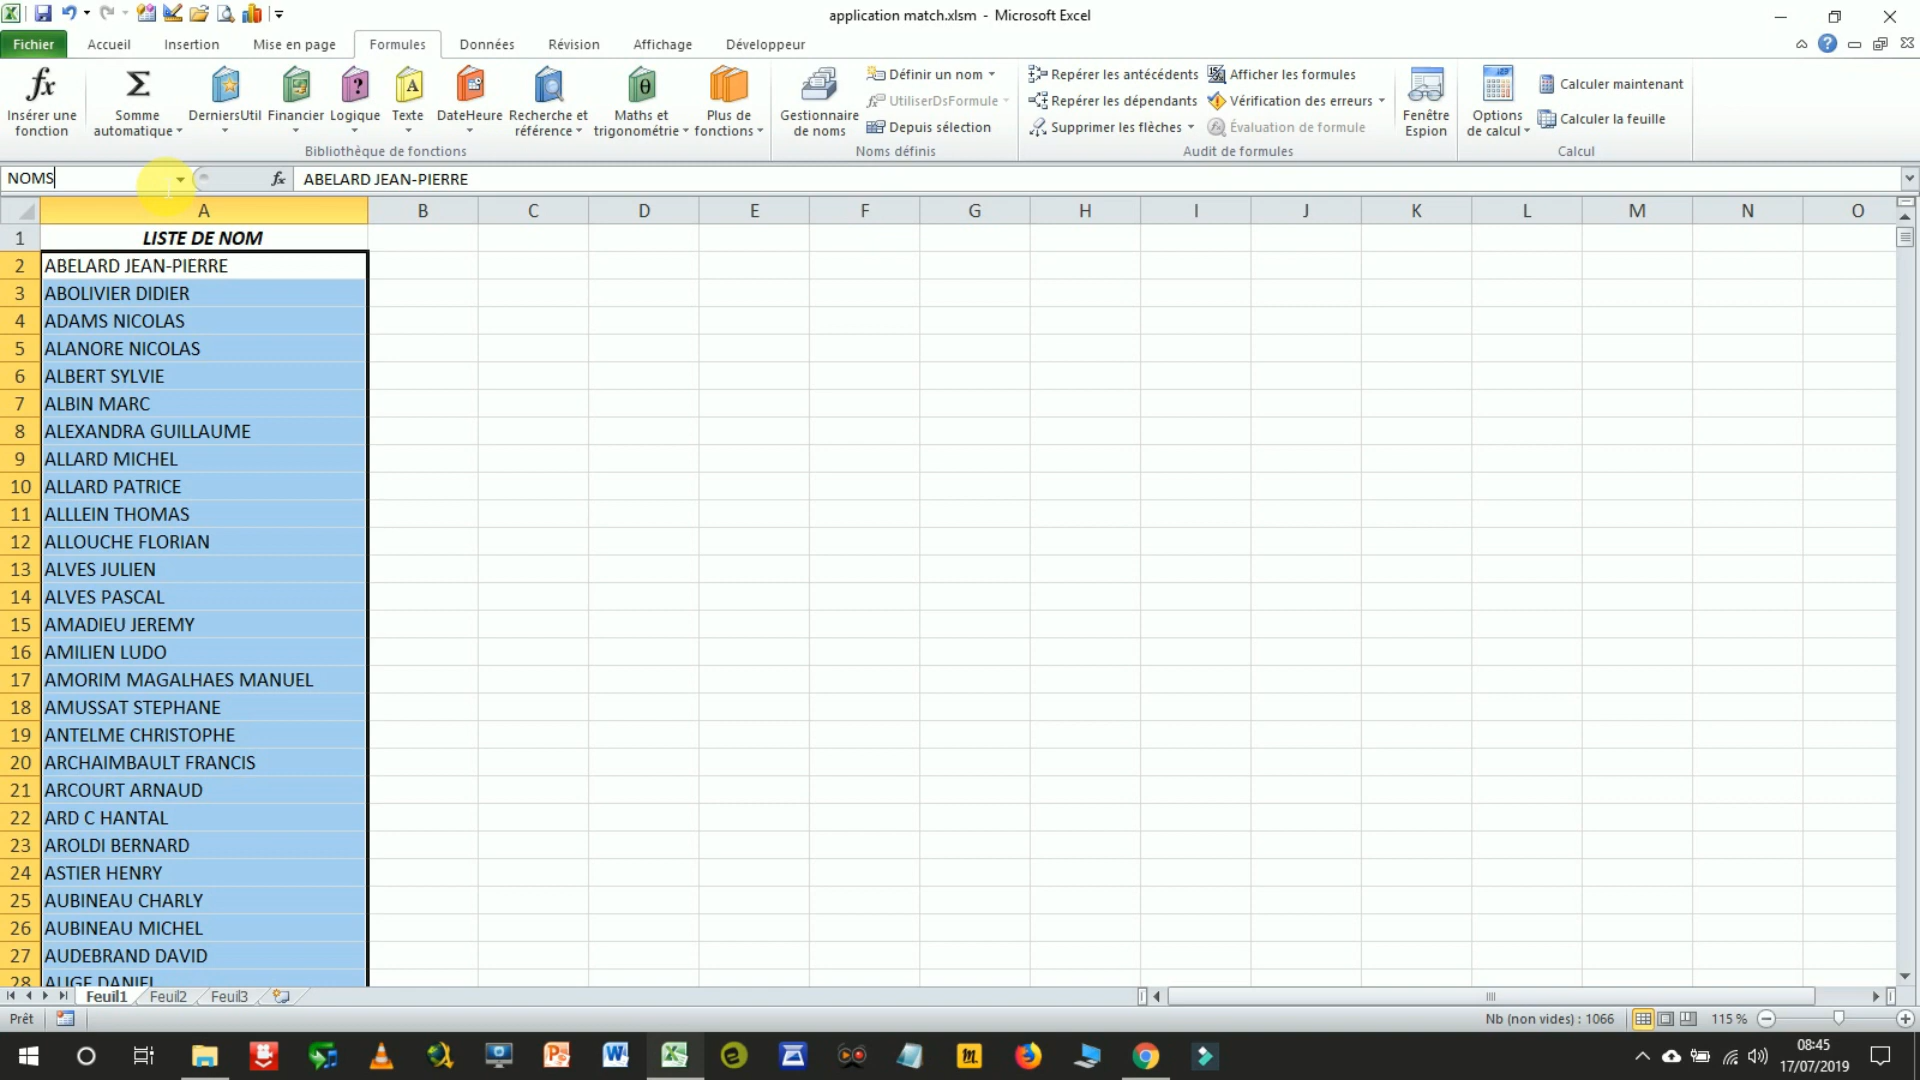 application match.xlsm - Microsoft Excel
Fichier Accueil Insertion Mise en page Formules Données Révision Affichage Développeur
Insérer une fonction
Somme automatique
DerniersUtil
Financier
Logique
Texte
DateHeure
Recherche et référence
Maths et trigonométrie
Plus de fonctions
Bibliothèque de fonctions
Gestionnaire de noms
Définir un nom
UtiliserDsFormule
Depuis sélection
Noms définis
Repérer les antécédents
Repérer les dépendants
Supprimer les flèches
Afficher les formules
Vérification des erreurs
Évaluation de formule
Audit de formules
Fenêtre Espion
Options de calcul
Calculer maintenant
Calculer la feuille
Calcul
NOMS fx ABELARD JEAN-PIERRE
A B C D E F G H I J K L M N O
1 LISTE DE NOM
2 ABELARD JEAN-PIERRE
3 ABOLIVIER DIDIER
4 ADAMS NICOLAS
5 ALANORE NICOLAS
6 ALBERT SYLVIE
7 ALBIN MARC
8 ALEXANDRA GUILLAUME
9 ALLARD MICHEL
10 ALLARD PATRICE
11 ALLLEIN THOMAS
12 ALLOUCHE FLORIAN
13 ALVES JULIEN
14 ALVES PASCAL
15 AMADIEU JEREMY
16 AMILIEN LUDO
17 AMORIM MAGALHAES MANUEL
18 AMUSSAT STEPHANE
19 ANTELME CHRISTOPHE
20 ARCHAIMBAULT FRANCIS
21 ARCOURT ARNAUD
22 ARD C HANTAL
23 AROLDI BERNARD
24 ASTIER HENRY
25 AUBINEAU CHARLY
26 AUBINEAU MICHEL
27 AUDEBRAND DAVID
28 AUGE DANIEL
Feuil1 Feuil2 Feuil3
Prêt Nb (non vides) : 1066 115 %
08:45
17/07/2019